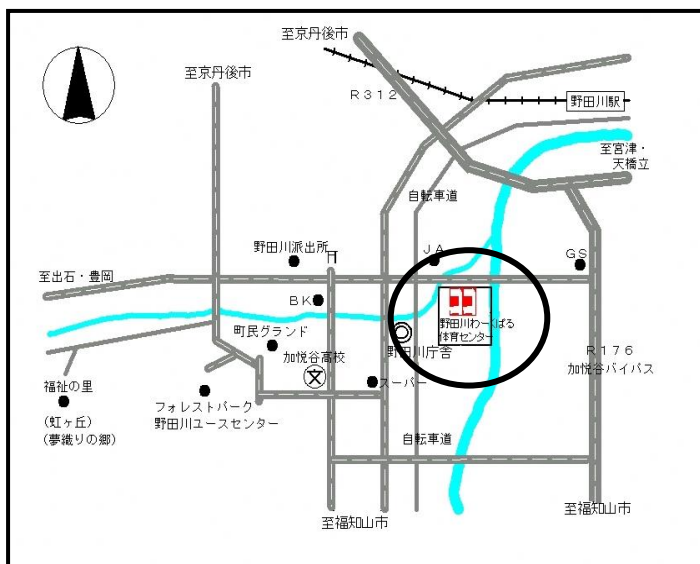 至京丹後市
至京丹後市
R312
野田川駅
至宮津・
天橋立
自転車道
野田川派出所
JA
GS
至出石・豊岡
BK
野田川わーくぱる
体育センター
町民グランド
野田川庁舎
R176
加悦谷バイパス
加悦谷高校
文
スーパー
福祉の里
(虹ヶ丘)
(夢織りの郷)
フォレストパーク
野田川ユースセンター
自転車道
至福知山市
至福知山市